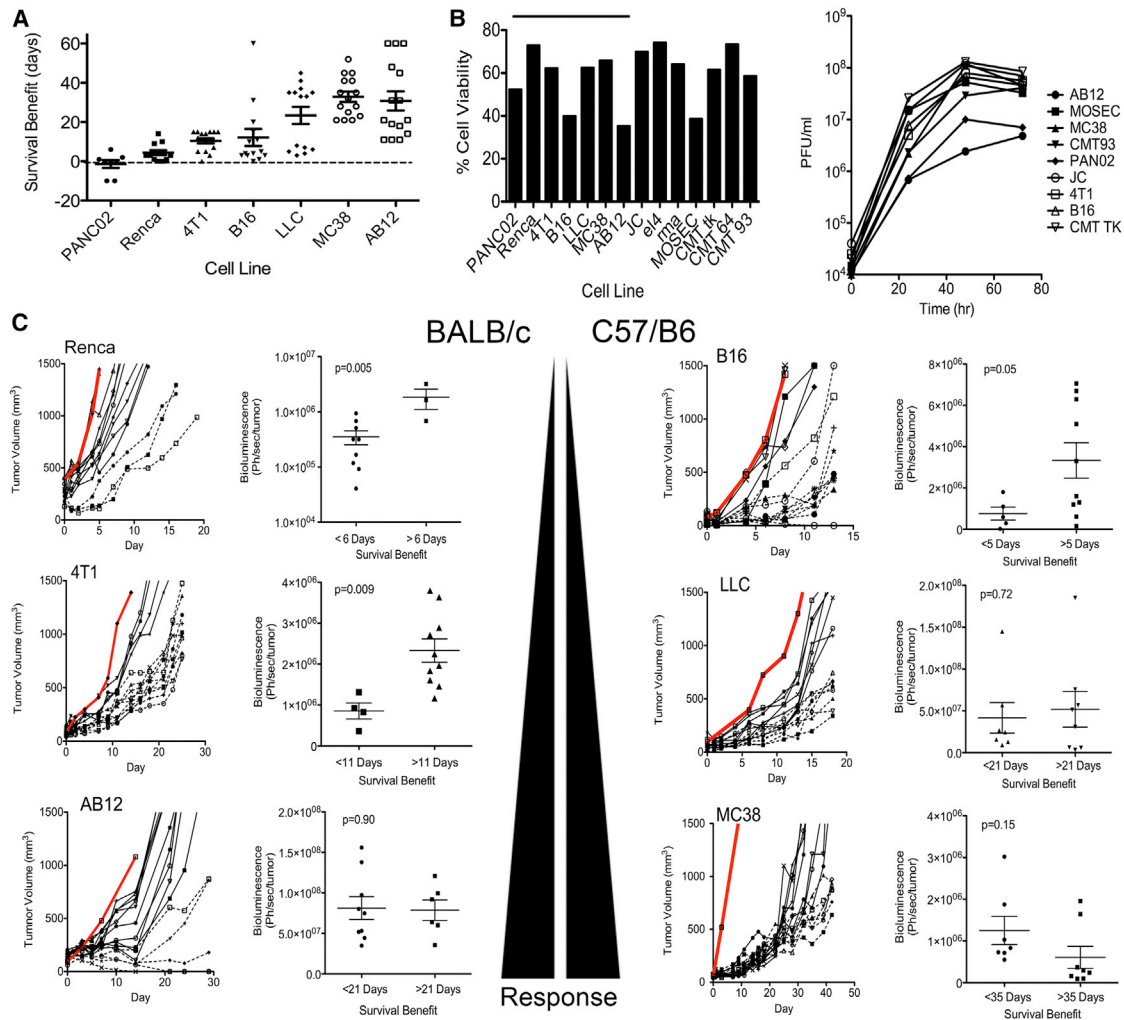 A
Survival Benefit (days)
60
40
20
0
-20
PANC02
Renca
4T1
B16
LLC
MC38
AB12
Cell Line
B
% Cell Viability
80
60
40
20
0
PANC02
Renca
4T1
B16
LLC
MC38
AB12
JC
el4
rma
MOSEC
CMT tk
CMT 64
CMT 93
Cell Line
PFU/ml
10⁹
10⁸
10⁷
10⁶
10⁵
10⁴
0 20 40 60 80
Time (hr)
AB12
MOSEC
MC38
CMT93
PAN02
JC
4T1
B16
CMT TK
C
BALB/c
C57/B6
Response
Renca
Tumor Volume (mm³)
1500
1000
500
0
0 5 10 15 20
Day
Bioluminescence
(Ph/sec/tumor)
1.0×10⁰⁷
1.0×10⁰⁶
1.0×10⁰⁵
1.0×10⁰⁴
p=0.005
< 6 Days > 6 Days
Survival Benefit
B16
Tumor Volume (mm³)
1500
1000
500
0
0 5 10 15
Day
Bioluminescence
(Ph/sec/tumor)
8×10⁰⁶
6×10⁰⁶
4×10⁰⁶
2×10⁰⁶
0
p=0.05
<5 Days >5 Days
Survival Benefit
4T1
Tumor Volume (mm³)
1500
1000
500
0
0 10 20 30
Day
Bioluminescence
(Ph/sec/tumor)
4×10⁰⁶
3×10⁰⁶
2×10⁰⁶
1×10⁰⁶
0
p=0.009
<11 Days >11 Days
Survival Benefit
LLC
Tumor Volume (mm³)
1500
1000
500
0
0 5 10 15 20
Day
Bioluminescence
(Ph/sec/tumor)
2.0×10⁰⁸
1.5×10⁰⁸
1.0×10⁰⁸
5.0×10⁰⁷
0.0
p=0.72
<21 Days >21 Days
Survival Benefit
AB12
Tumor Volume (mm³)
1500
1000
500
0
0 10 20 30
Day
Bioluminescence
(Ph/sec/tumor)
2.0×10⁰⁸
1.5×10⁰⁸
1.0×10⁰⁸
5.0×10⁰⁷
0.0
p=0.90
<21 Days >21 Days
Survival Benefit
MC38
Tumor Volume (mm³)
1500
1000
500
0
0 10 20 30 40 50
Day
Bioluminescence
(Ph/sec/tumor)
4×10⁰⁶
3×10⁰⁶
2×10⁰⁶
1×10⁰⁶
0
p=0.15
<35 Days >35 Days
Survival Benefit